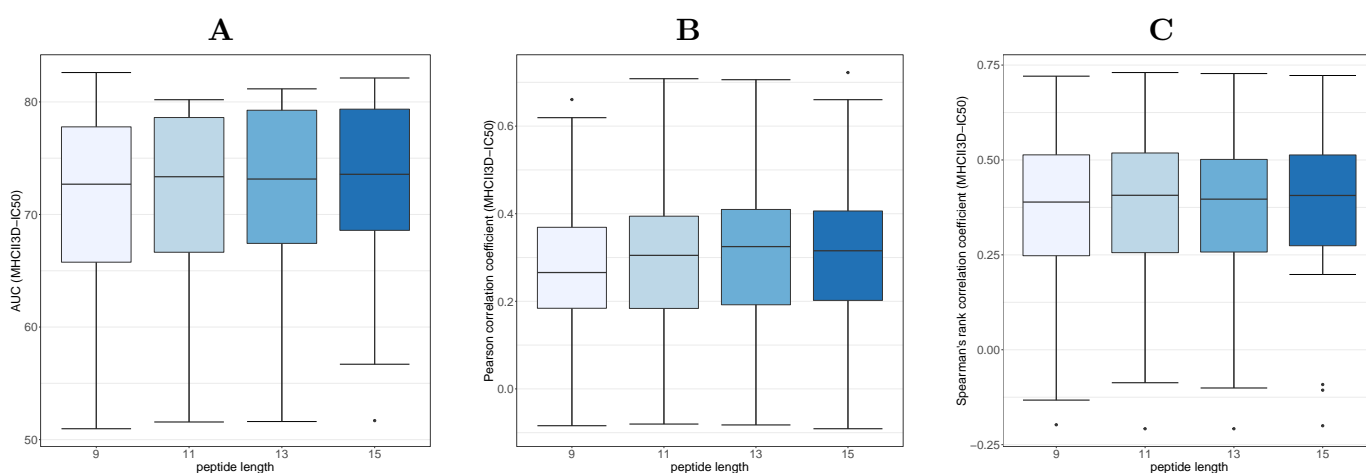 A
AUC (MHCII3D−IC50)
80
70
60
50
9 11 13 15
peptide length
B
Pearson correlation coefficient (MHCII3D−IC50)
0.6
0.4
0.2
0.0
9 11 13 15
peptide length
C
Spearman's rank correlation coefficient (MHCII3D−IC50)
0.75
0.50
0.25
0.00
−0.25
9 11 13 15
peptide length